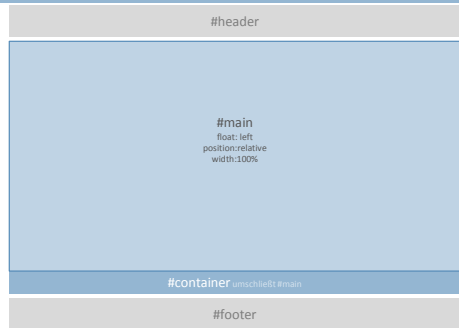 #header
#main
float: left
position:relative
width:100%
#container umschließt #main
#footer